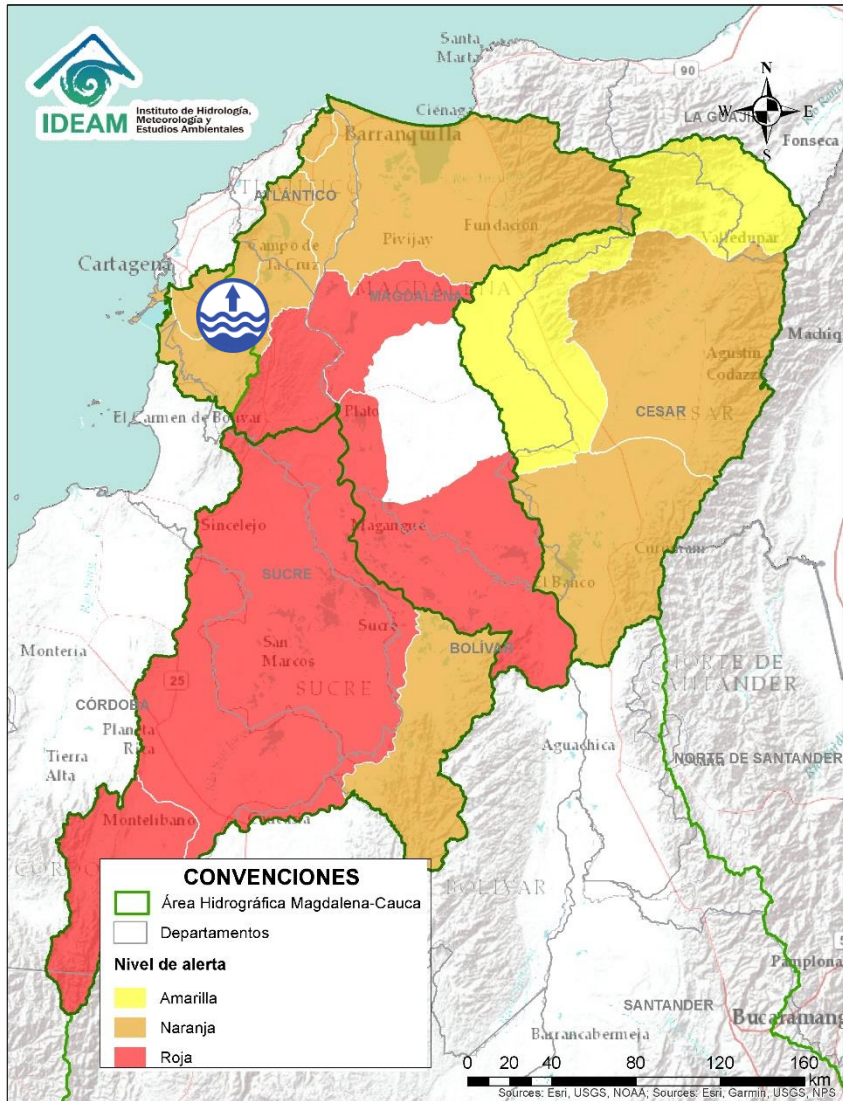 IDEAM
Instituto de Hidrología,
Meteorología y
Estudios Ambientales
Santa
Marta
90
N
W E
S
LA GUAJIRA
Fonseca
Ciénaga
Barranquilla
ATLÁNTICO
Valledupar
Campo de
la Cruz
Pivijay
Fundación
Cartagena
MAGDALENA
Machiq
Agustín
Codazzi
CESAR
CESAR
El Carmen de Bolívar
Plato
Sincelejo
Magangué
SUCRE
El Banco
Sucre
San
Marcos
SUCRE
BOLÍVAR
Montería
25
CÓRDOBA
Planeta
Rica
Tierra
Alta
NORTE DE
SANTANDER
NORTE DE SANTANDER
Aguachica
Montelíbano
BOLÍVAR
CONVENCIONES
Área Hidrográfica Magdalena-Cauca
Departamentos
Nivel de alerta
Amarilla
Naranja
Roja
Pamplona
SANTANDER
Bucaramang
Barrancabermeja
0 20 40 80 120 160
km
Sources: Esri, USGS, NOAA; Sources: Esri, Garmin, USGS, NPS